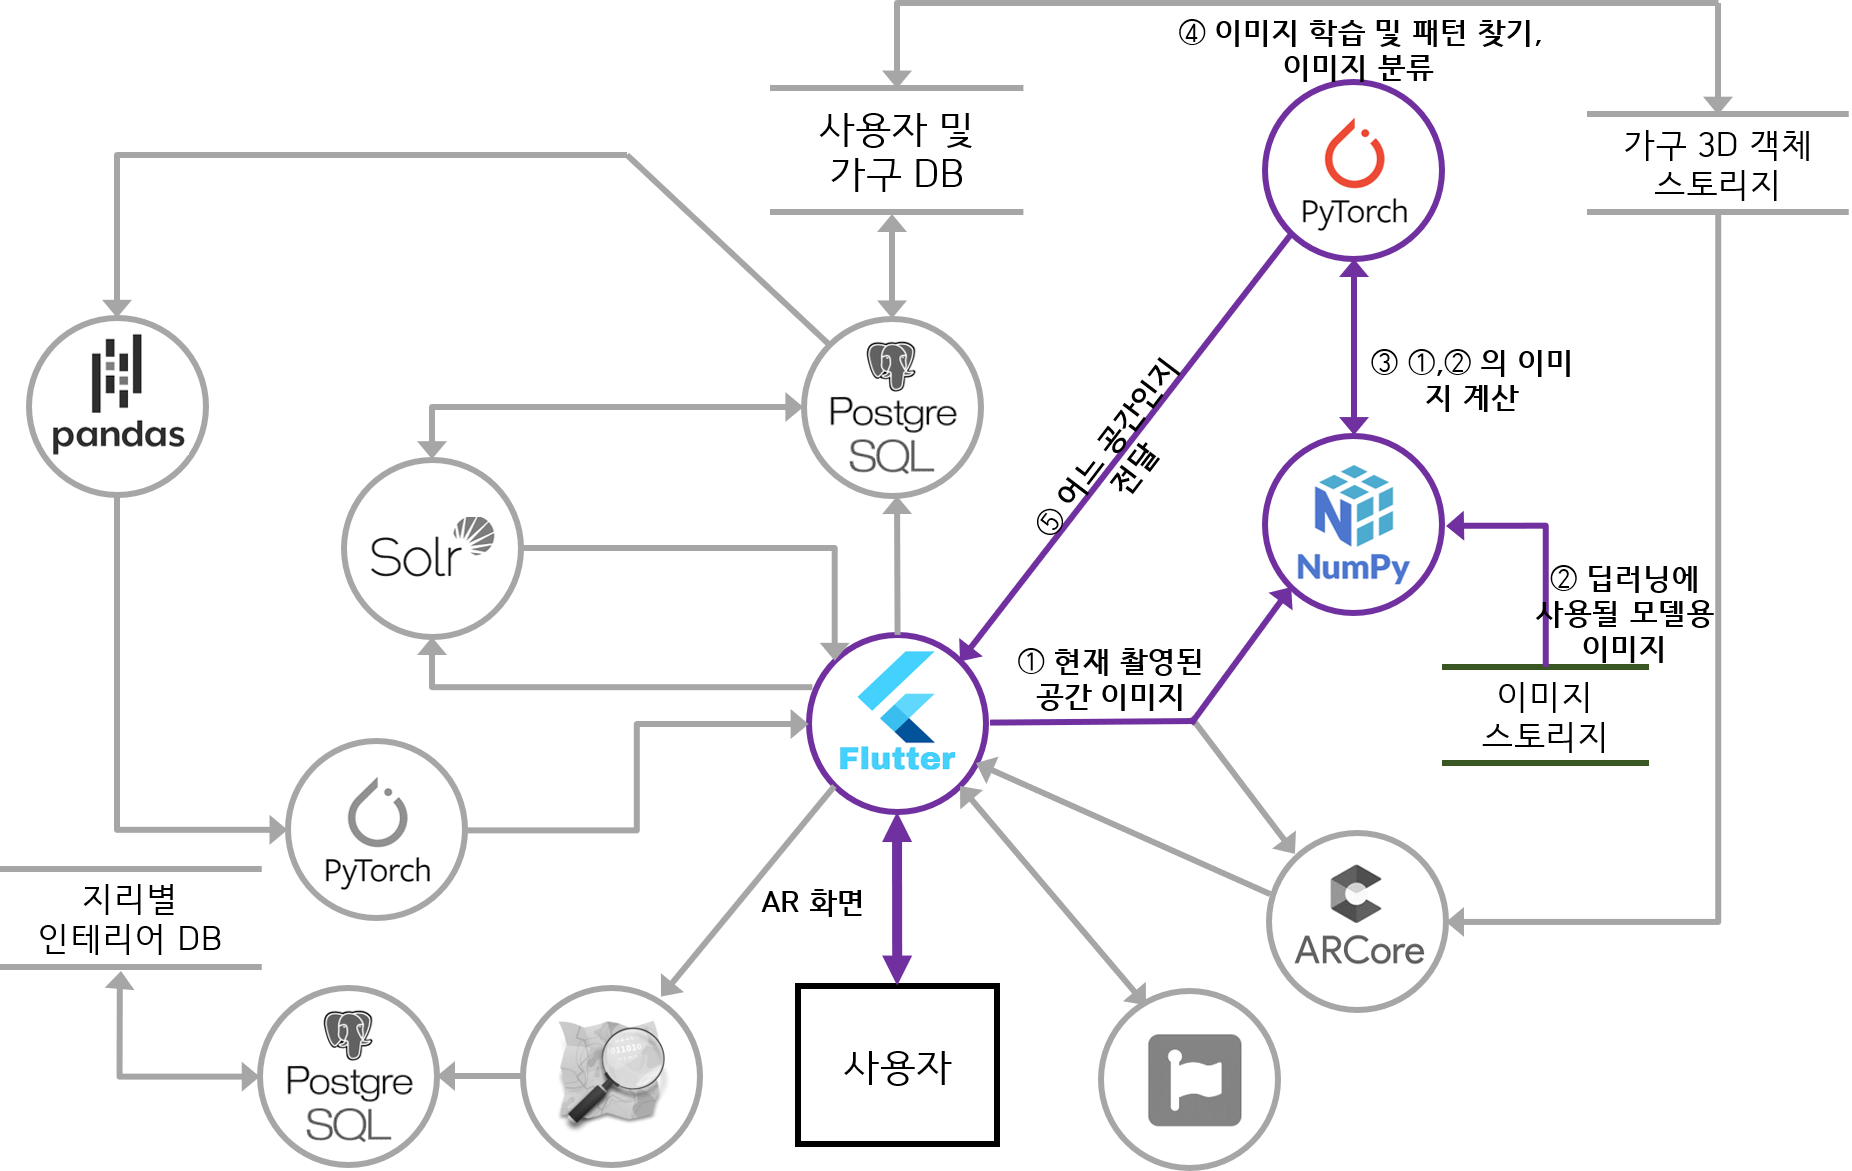 ④ 이미지 학습 및 패턴 찾기,
이미지 분류
사용자 및
가구 DB
가구 3D 객체
스토리지
PyTorch
pandas
Postgre
SQL
③ ①,② 의 이미
지 계산
⑤ 어느 공간인지
전달
Solr
NumPy
② 딥러닝에
사용될 모델용
이미지
① 현재 촬영된
공간 이미지
이미지
스토리지
Flutter
PyTorch
AR 화면
지리별
인테리어 DB
ARCore
Postgre
SQL
011010
사용자